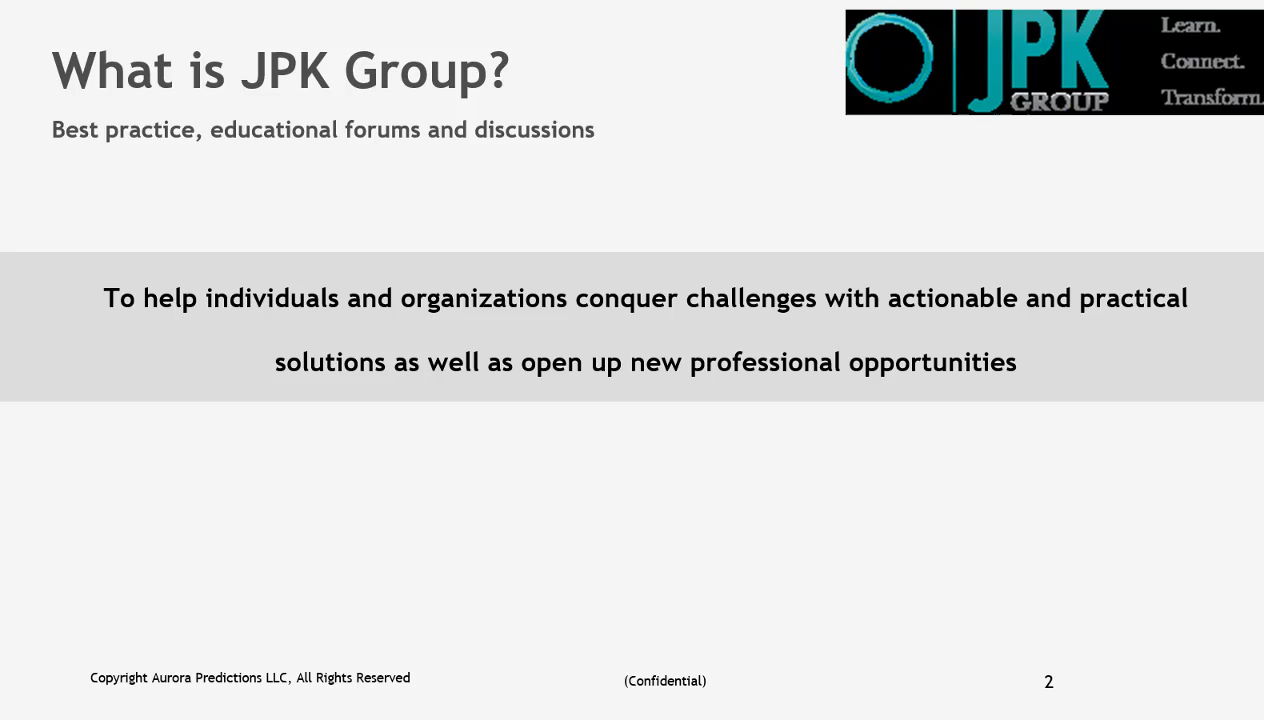 What is JPK Group?
Best practice, educational forums and discussions
JPK
GROUP
Learn.
Connect.
Transform.
To help individuals and organizations conquer challenges with actionable and practical
solutions as well as open up new professional opportunities
Copyright Aurora Predictions LLC, All Rights Reserved
(Confidential)
2